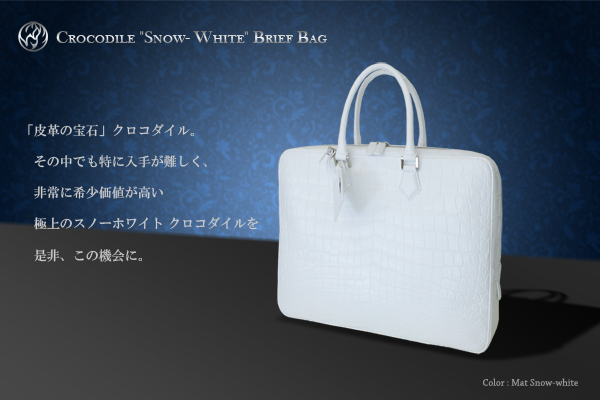 Crocodile "Snow- White" Brief Bag
「皮革の宝石」クロコダイル。
その中でも特に入手が難しく、
非常に希少価値が高い
極上のスノーホワイト クロコダイルを
是非、この機会に。
Color : Mat Snow-white